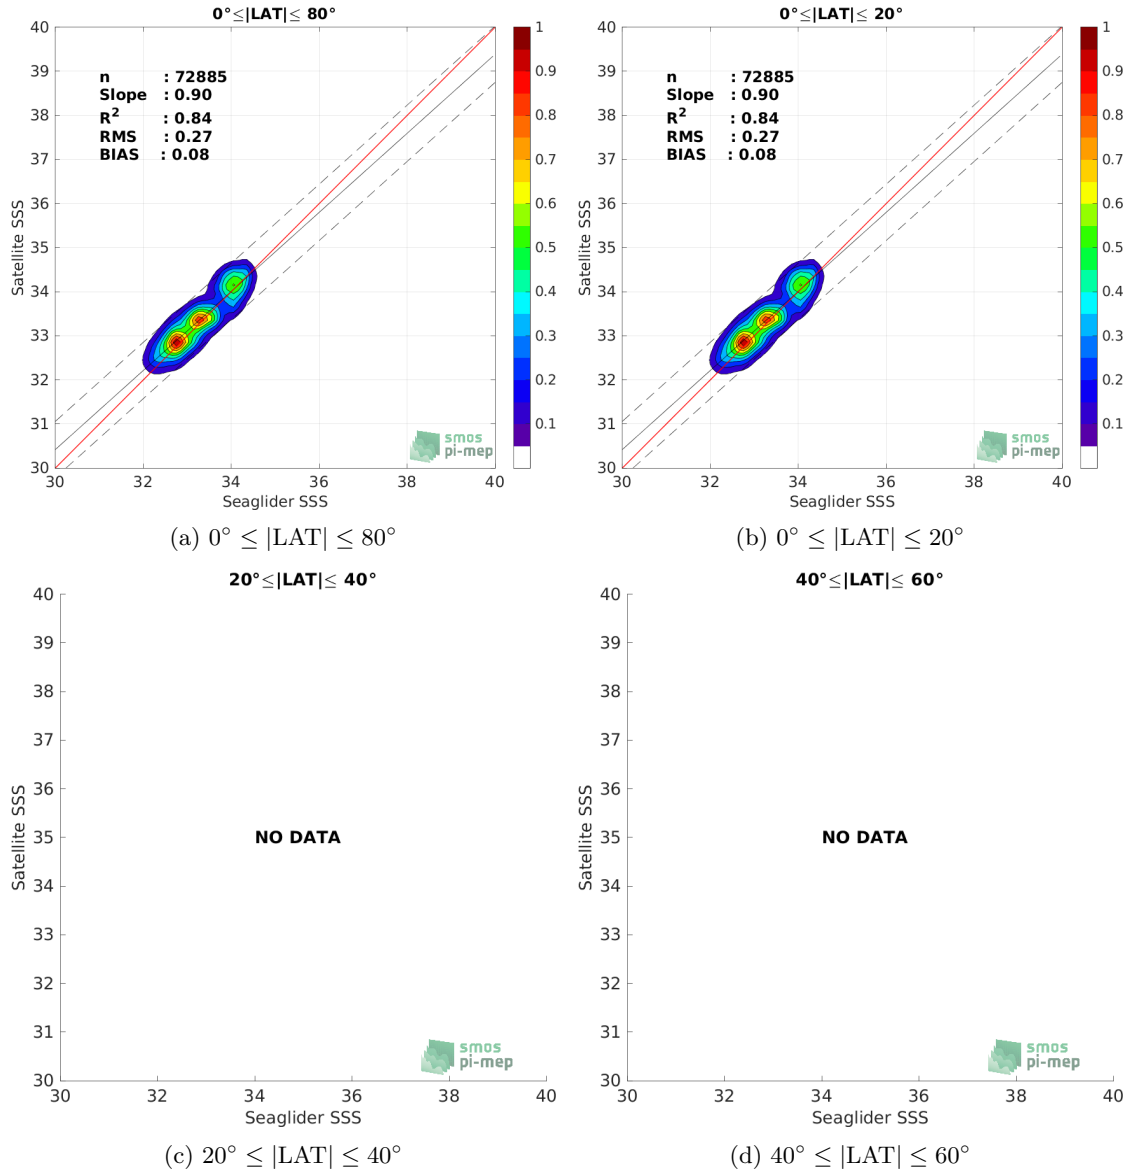 0°≤|LAT|≤ 80°
40
39
38
37
36
35
34
33
32
31
30
Satellite SSS
n : 72885
Slope : 0.90
R² : 0.84
RMS : 0.27
BIAS : 0.08
smos
pi-mep
30 32 34 36 38 40
Seaglider SSS
1
0.9
0.8
0.7
0.6
0.5
0.4
0.3
0.2
0.1
(a) 0° ≤ |LAT| ≤ 80°
0°≤|LAT|≤ 20°
40
39
38
37
36
35
34
33
32
31
30
Satellite SSS
n : 72885
Slope : 0.90
R² : 0.84
RMS : 0.27
BIAS : 0.08
smos
pi-mep
30 32 34 36 38 40
Seaglider SSS
1
0.9
0.8
0.7
0.6
0.5
0.4
0.3
0.2
0.1
(b) 0° ≤ |LAT| ≤ 20°
20°≤|LAT|≤ 40°
40
39
38
37
36
35
34
33
32
31
30
Satellite SSS
NO DATA
smos
pi-mep
30 32 34 36 38 40
Seaglider SSS
(c) 20° ≤ |LAT| ≤ 40°
40°≤|LAT|≤ 60°
40
39
38
37
36
35
34
33
32
31
30
Satellite SSS
NO DATA
smos
pi-mep
30 32 34 36 38 40
Seaglider SSS
(d) 40° ≤ |LAT| ≤ 60°